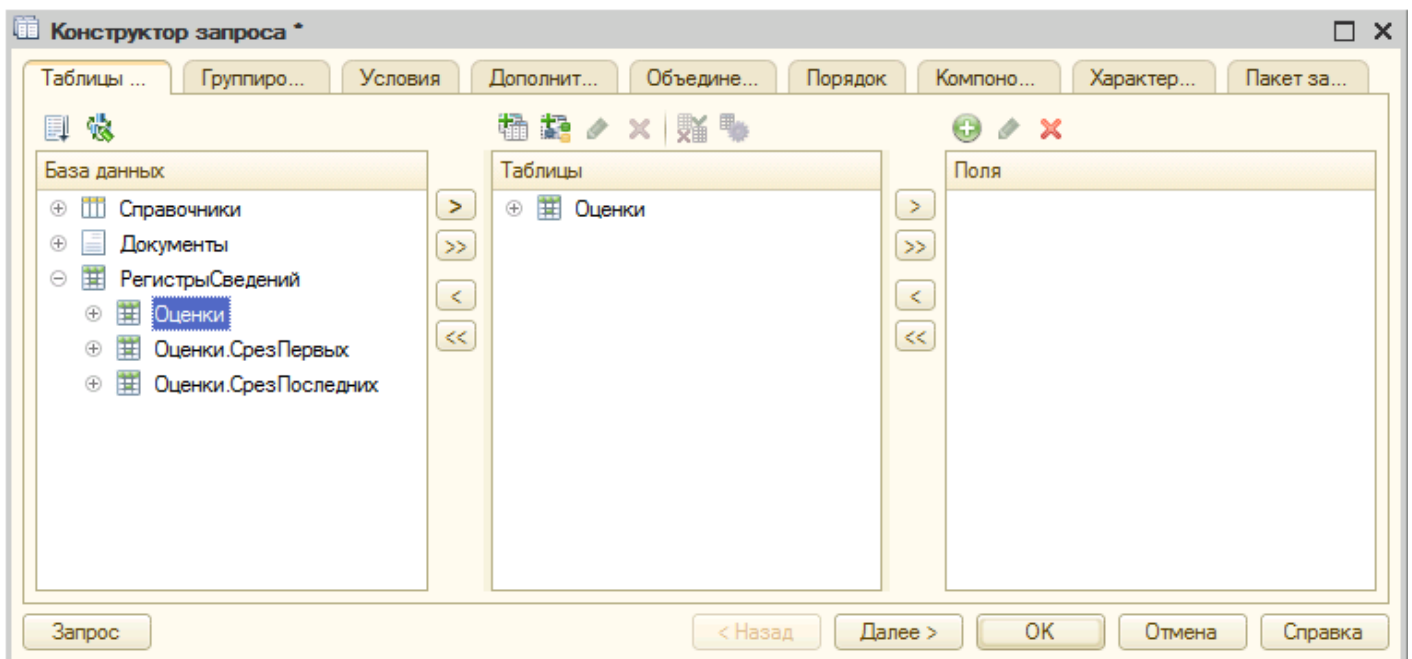 Конструктор запроса *
Таблицы ... Группиро... Условия Дополнит... Объедине... Порядок Компоно... Характер... Пакет за...
База данных Таблицы Поля
Справочники Оценки
Документы
РегистрыСведений
Оценки
Оценки.СрезПервых
Оценки.СрезПоследних
> >> < <<
> >> < <<
Запрос < Назад Далее > OK Отмена Справка